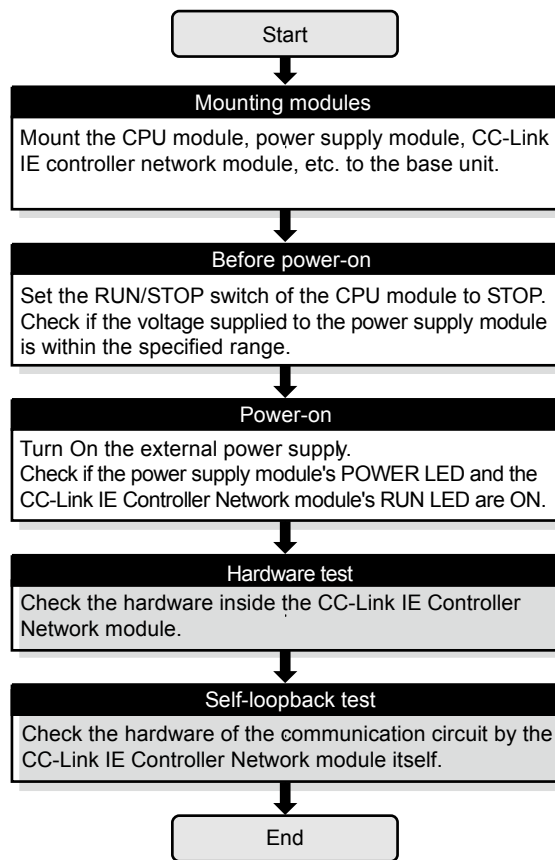 Start
Mounting modules
Mount the CPU module, power supply module, CC-Link
IE controller network module, etc. to the base unit.
Before power-on
Set the RUN/STOP switch of the CPU module to STOP.
Check if the voltage supplied to the power supply module
is within the specified range.
Power-on
Turn On the external power supply.
Check if the power supply module's POWER LED and the
CC-Link IE Controller Network module's RUN LED are ON.
Hardware test
Check the hardware inside the CC-Link IE Controller
Network module.
Self-loopback test
Check the hardware of the communication circuit by the
CC-Link IE Controller Network module itself.
End